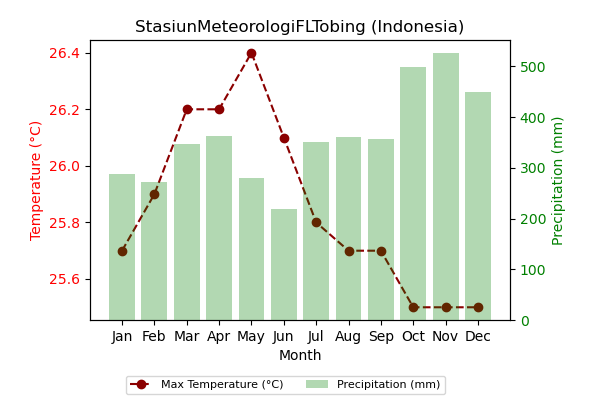 StasiunMeteorologiFLTobing (Indonesia)
26.4
26.2
26.0
25.8
25.6
Temperature (°C)
500
400
300
200
100
0
Precipitation (mm)
Jan Feb Mar Apr May Jun Jul Aug Sep Oct Nov Dec
Month
Max Temperature (°C) Precipitation (mm)